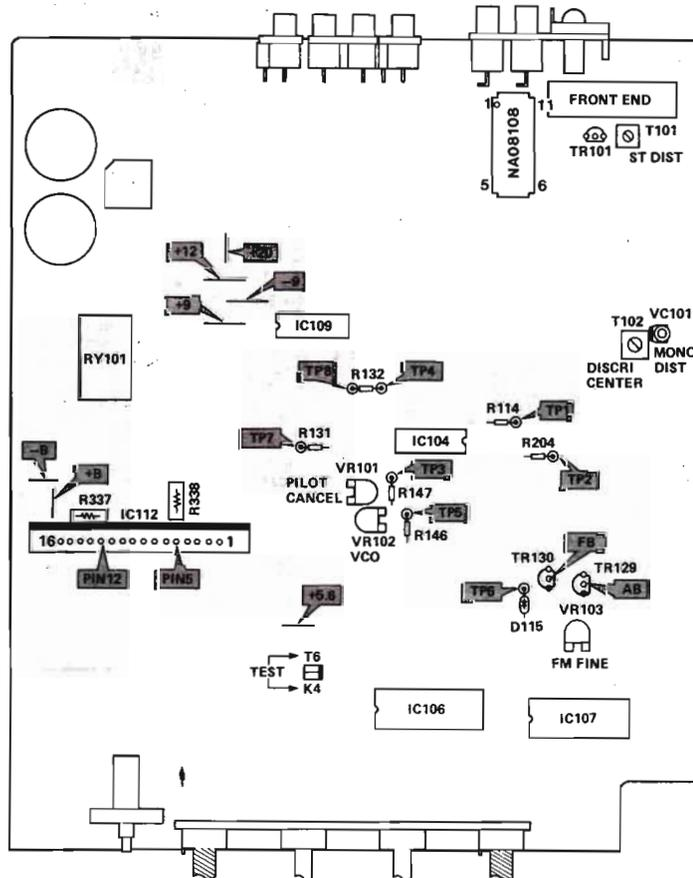 1 11
FRONT END
NA08108
5 6
TR101
T101
ST DIST
+12
+20
-9
+9
IC109
RY101
T102
VC101
DISCRI
CENTER
MONO
DIST
TP8
R132
TP4
R114
TP1
TP7
R131
IC104
R204
TP2
-B
+B
R337
R338
IC112
16 1
PIN12
PIN5
VR101
PILOT
CANCEL
TP3
R147
VR102
VCO
TP5
R146
FB
TR130
TR129
AB
TP6
D115
VR103
FM FINE
+5.6
TEST
T6
K4
IC106
IC107